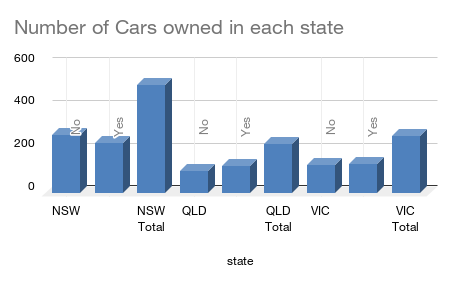 Number of Cars owned in each state
600
400
200
0
No
Yes
No
Yes
No
Yes
NSW
NSW
Total
QLD
QLD
Total
VIC
VIC
Total
state